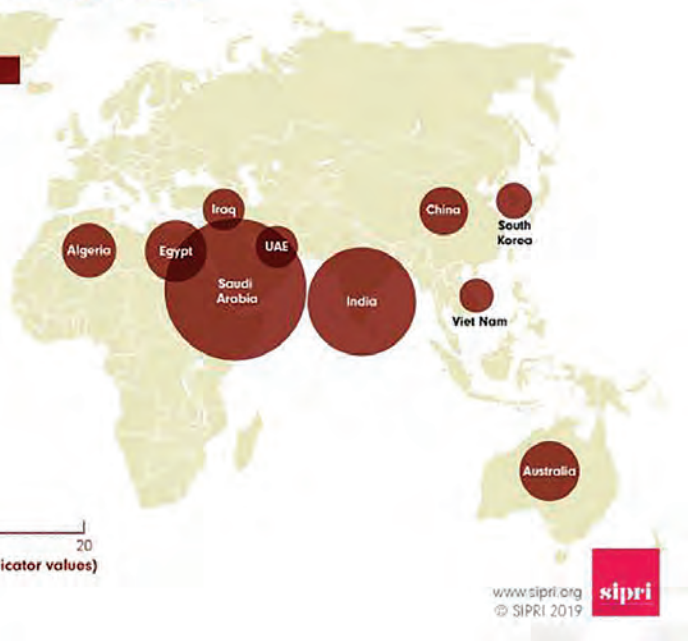 Iraq
China
South
Korea
Algeria
Egypt
UAE
Saudi
Arabia
India
Viet Nam
Australia
20
icator values)
www.sipri.org
© SIPRI 2019
sipri